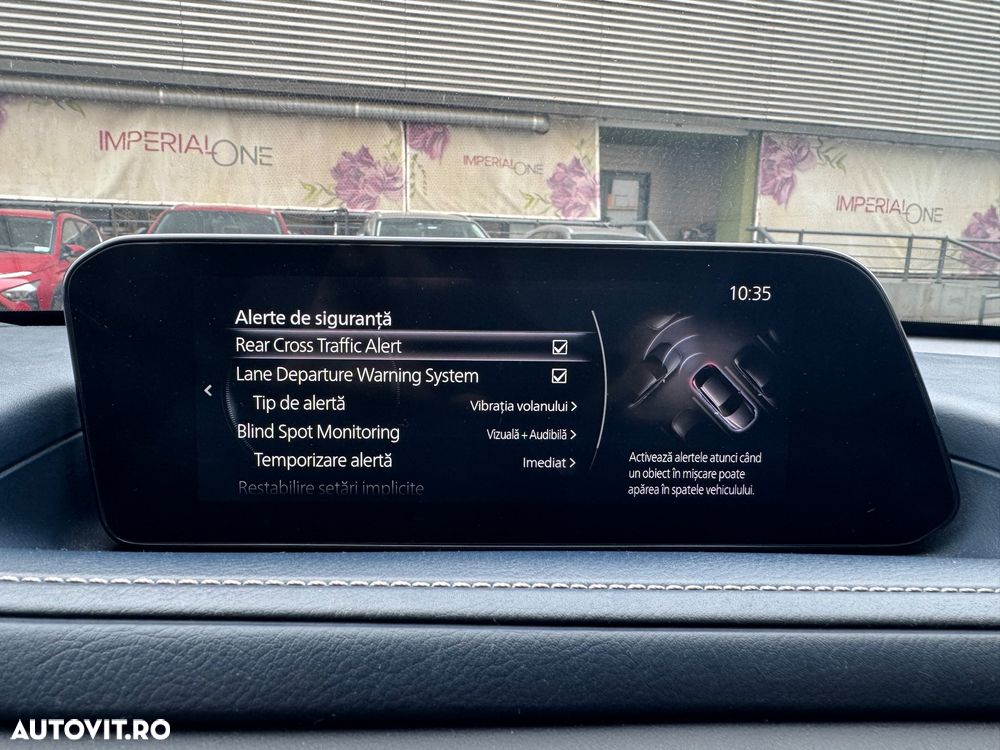 IMPERIAL ONE
IMPERIAL ONE
IMPERIAL ONE
10:35
Alerte de siguranță
Rear Cross Traffic Alert
Lane Departure Warning System
Tip de alertă Vibrația volanului >
Blind Spot Monitoring Vizuală + Audibilă >
Temporizare alertă Imediat >
Restabilire setări implicite
Activează alertele atunci când
un obiect în mișcare poate
apărea în spatele vehiculului.
AUTOVIT.RO